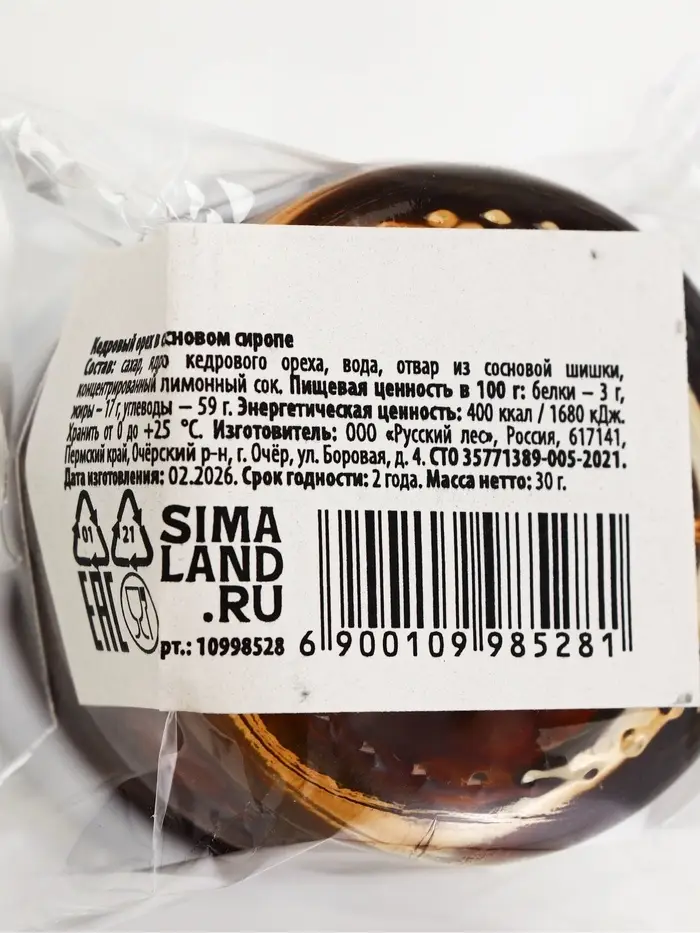 Кедровый орех в сосновом сиропе
Состав: сахар, ядро кедрового ореха, вода, отвар из сосновой шишки,
концентрированный лимонный сок. Пищевая ценность в 100 г: белки – 3 г,
жиры – 17 г, углеводы – 59 г. Энергетическая ценность: 400 ккал / 1680 кДж.
Хранить от 0 до +25 °C. Изготовитель: ООО «Русский лес», Россия, 617141,
Пермский край, Очёрский р-н, г. Очёр, ул. Боровая, д. 4. СТО 35771389-005-2021.
Дата изготовления: 02.2026. Срок годности: 2 года. Масса нетто: 30 г.
01 21
SIMA
LAND
.RU
EAC
рт.: 10998528
6 900109 985281